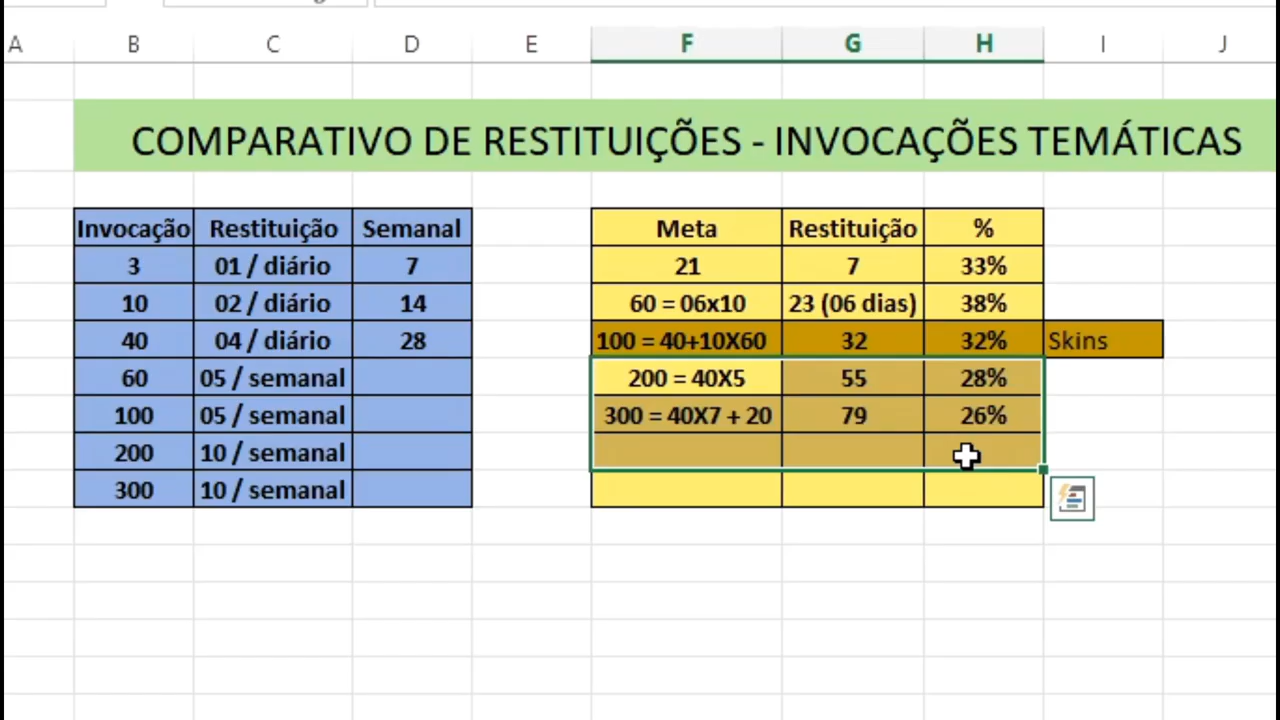 A B C D E F G H I J
COMPARATIVO DE RESTITUIÇÕES - INVOCAÇÕES TEMÁTICAS
Invocação Restituição Semanal Meta Restituição %
3 01 / diário 7 21 7 33%
10 02 / diário 14 60 = 06x10 23 (06 dias) 38%
40 04 / diário 28 100 = 40+10X60 32 32% Skins
60 05 / semanal 200 = 40X5 55 28%
100 05 / semanal 300 = 40X7 + 20 79 26%
200 10 / semanal
300 10 / semanal